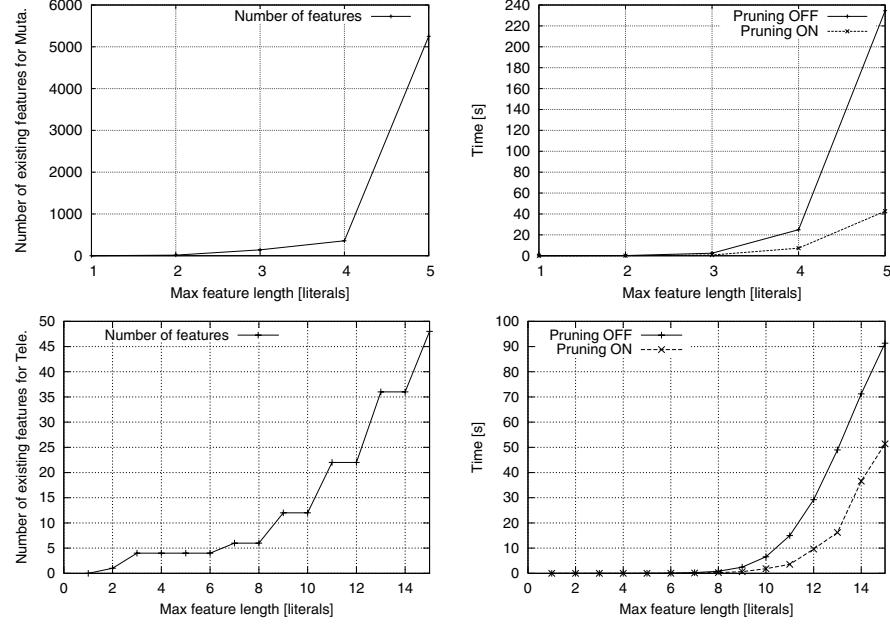 Number of existing features for Muta.
6000
5000
4000
3000
2000
1000
0
Number of features
1 2 3 4 5
Max feature length [literals]
Time [s]
240
220
200
180
160
140
120
100
80
60
40
20
0
Pruning OFF
Pruning ON
1 2 3 4 5
Max feature length [literals]
Number of existing features for Tele.
50
45
40
35
30
25
20
15
10
5
0
Number of features
0 2 4 6 8 10 12 14
Max feature length [literals]
Time [s]
100
90
80
70
60
50
40
30
20
10
0
Pruning OFF
Pruning ON
0 2 4 6 8 10 12 14
Max feature length [literals]